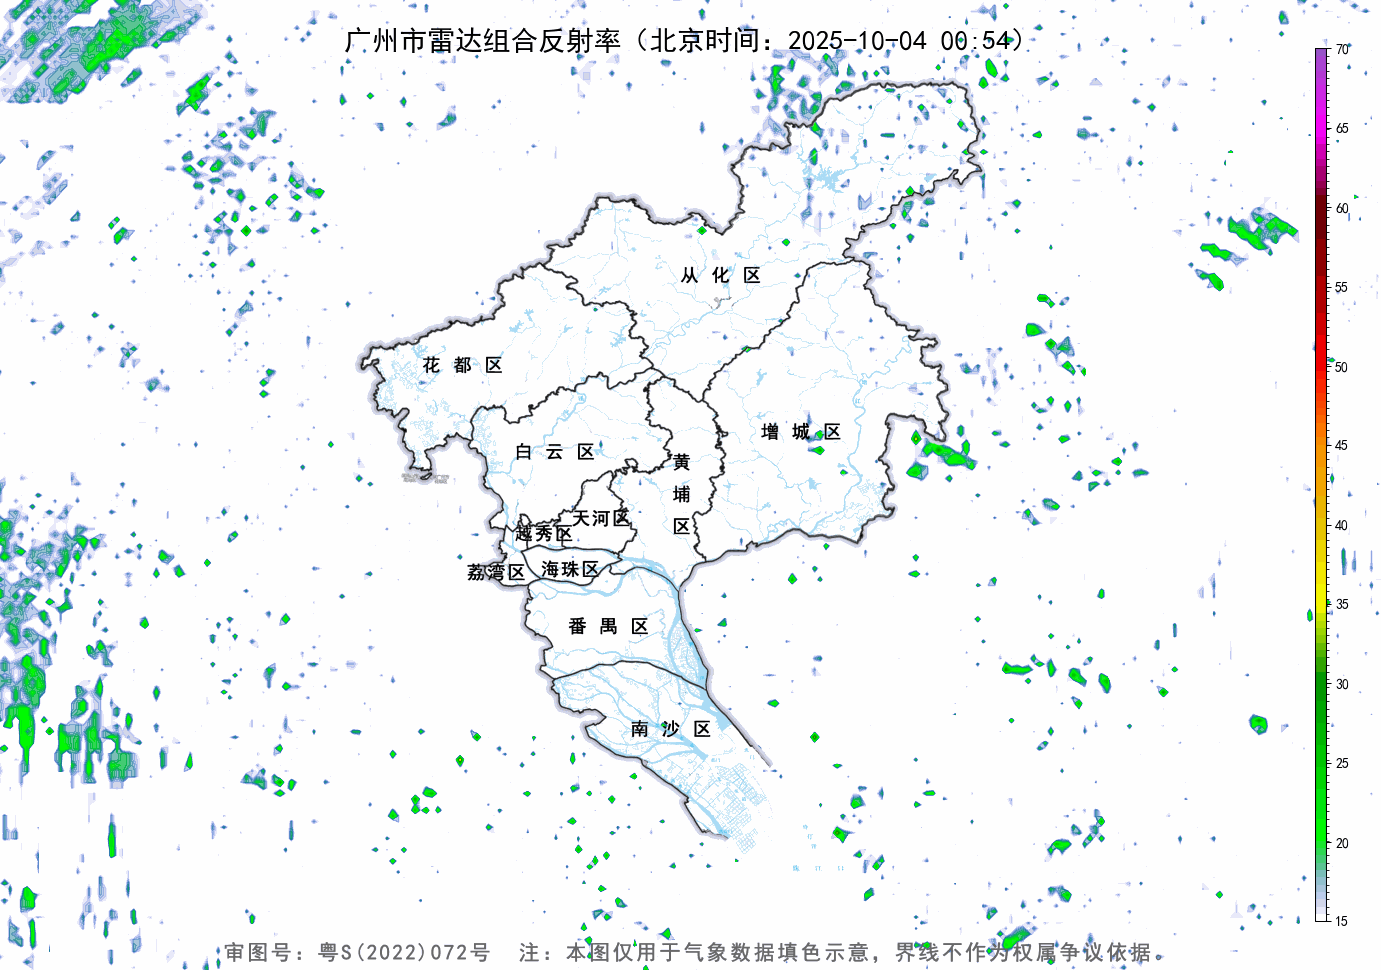 广州市雷达组合反射率（北京时间：2025-10-04 00:54）
70
65
60
55
50
45
40
35
30
25
20
15
从化区
花都区
增城区
白云区
黄埔区
天河区
越秀区
荔湾区
海珠区
番禺区
南沙区
审图号：粤S(2022)072号 注：本图仅用于气象数据填色示意，界线不作为权属争议依据。